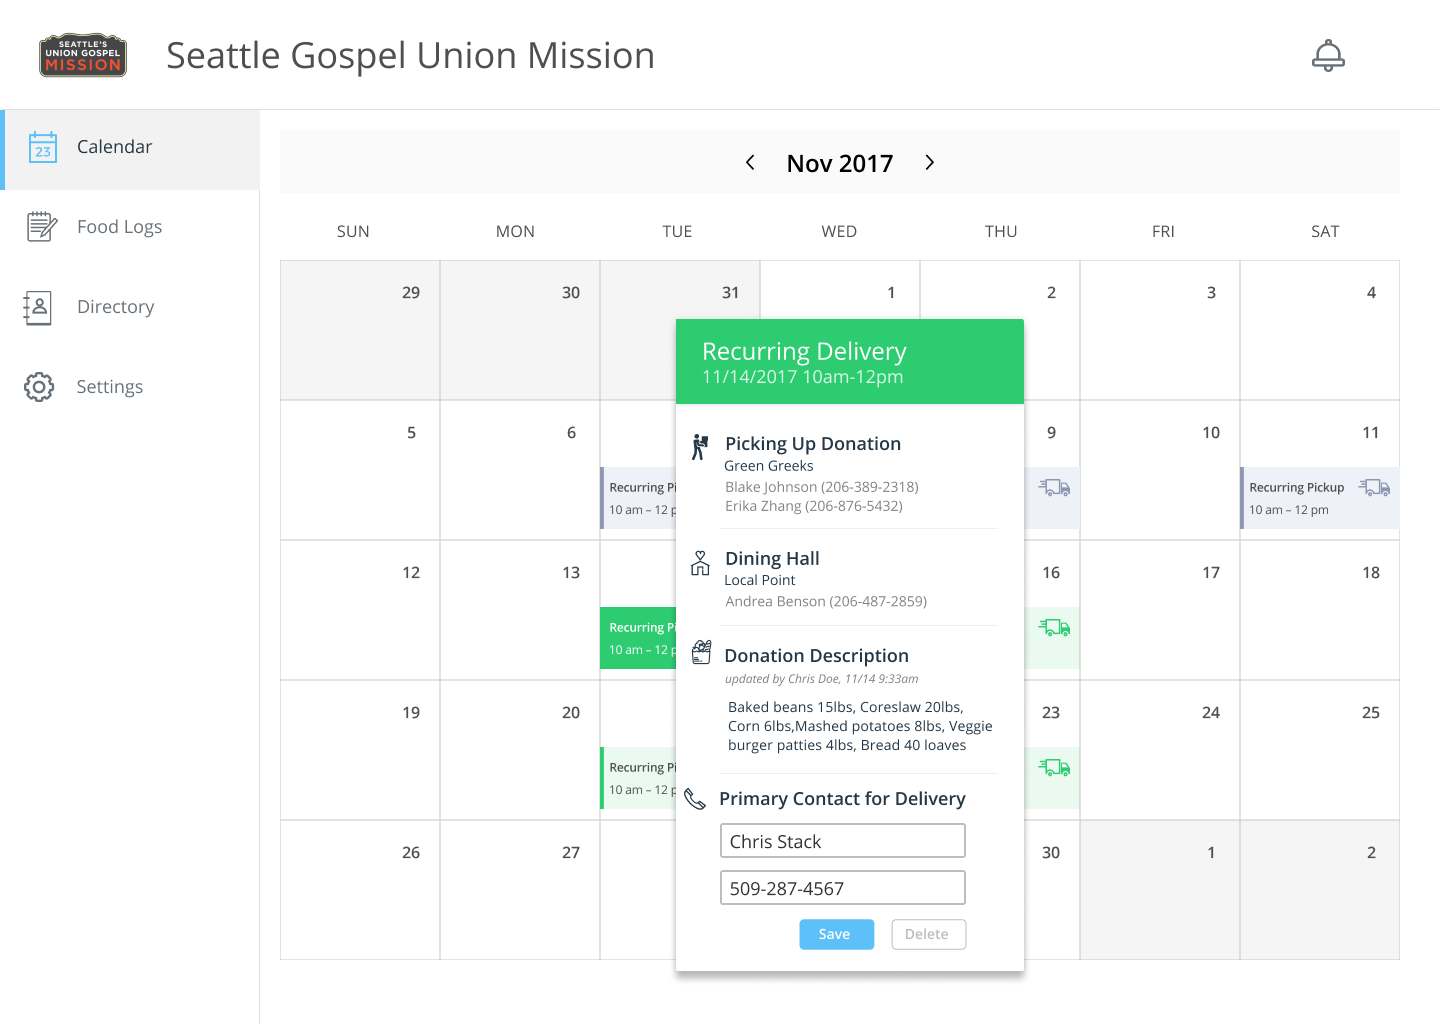 SEATTLE'S
UNION GOSPEL
MISSION
Seattle Gospel Union Mission
23
Calendar
Food Logs
Directory
Settings
Nov 2017
SUN MON TUE WED THU FRI SAT
29 30 31 1 2 3 4
Recurring Delivery
11/14/2017 10am-12pm
5 6 9 10 11
Recurring
10 am – 12
Recurring Pickup
10 am – 12 pm
Picking Up Donation
Green Greeks
Blake Johnson (206-389-2318)
Erika Zhang (206-876-5432)
12 13 16 17 18
Recurring
10 am – 12
Dining Hall
Local Point
Andrea Benson (206-487-2859)
Donation Description
updated by Chris Doe, 11/14 9:33am
Baked beans 15lbs, Coreslaw 20lbs,
Corn 6lbs,Mashed potatoes 8lbs, Veggie
burger patties 4lbs, Bread 40 loaves
19 20 23 24 25
Recurring
10 am – 12
Primary Contact for Delivery
Chris Stack
509-287-4567
Save Delete
26 27 30 1 2